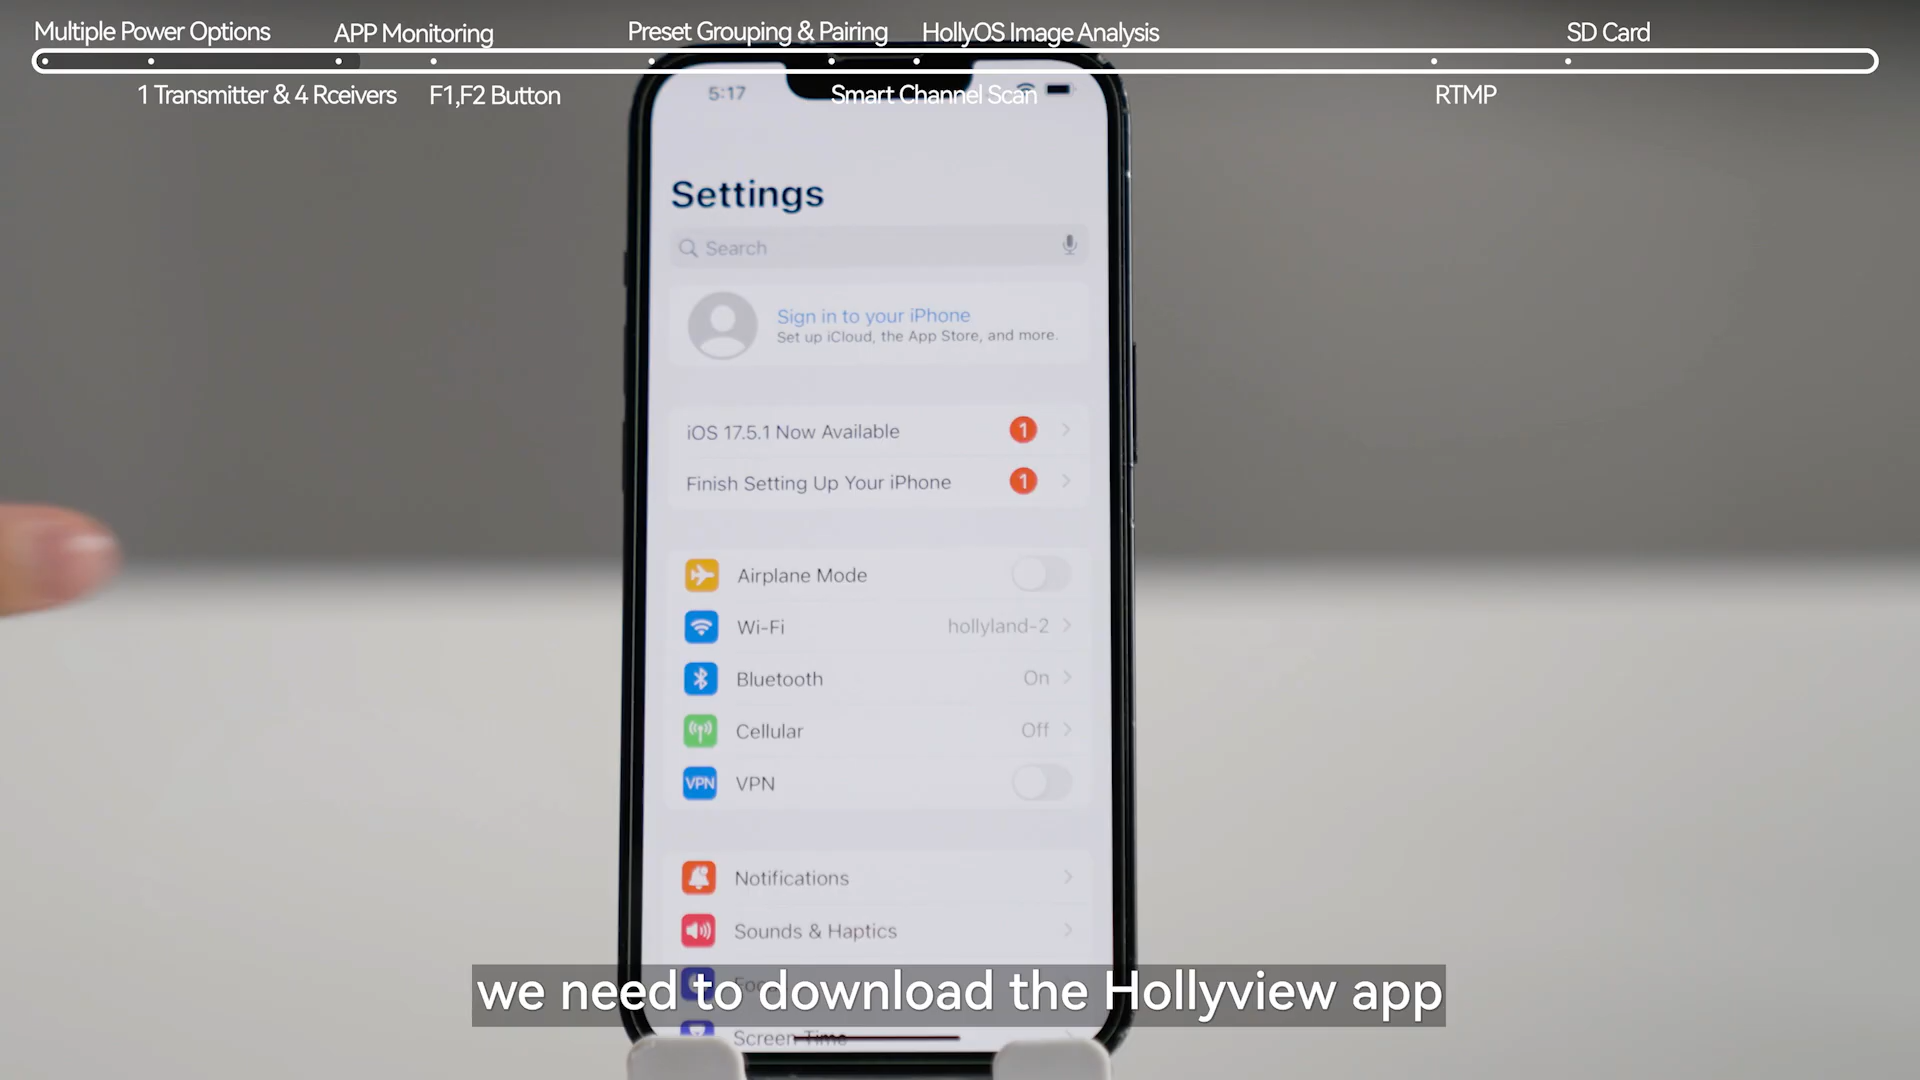 Multiple Power Options
APP Monitoring
Preset Grouping & Pairing
HollyOS Image Analysis
SD Card
1 Transmitter & 4 Rceivers
F1,F2 Button
Smart Channel Scan
RTMP
5:17
Settings
Search
Sign in to your iPhone
Set up iCloud, the App Store, and more.
iOS 17.5.1 Now Available 1
Finish Setting Up Your iPhone 1
Airplane Mode
Wi-Fi hollyland-2
Bluetooth On
Cellular Off
VPN VPN
Notifications
Sounds & Haptics
we need to download the Hollyview app
Screen Time